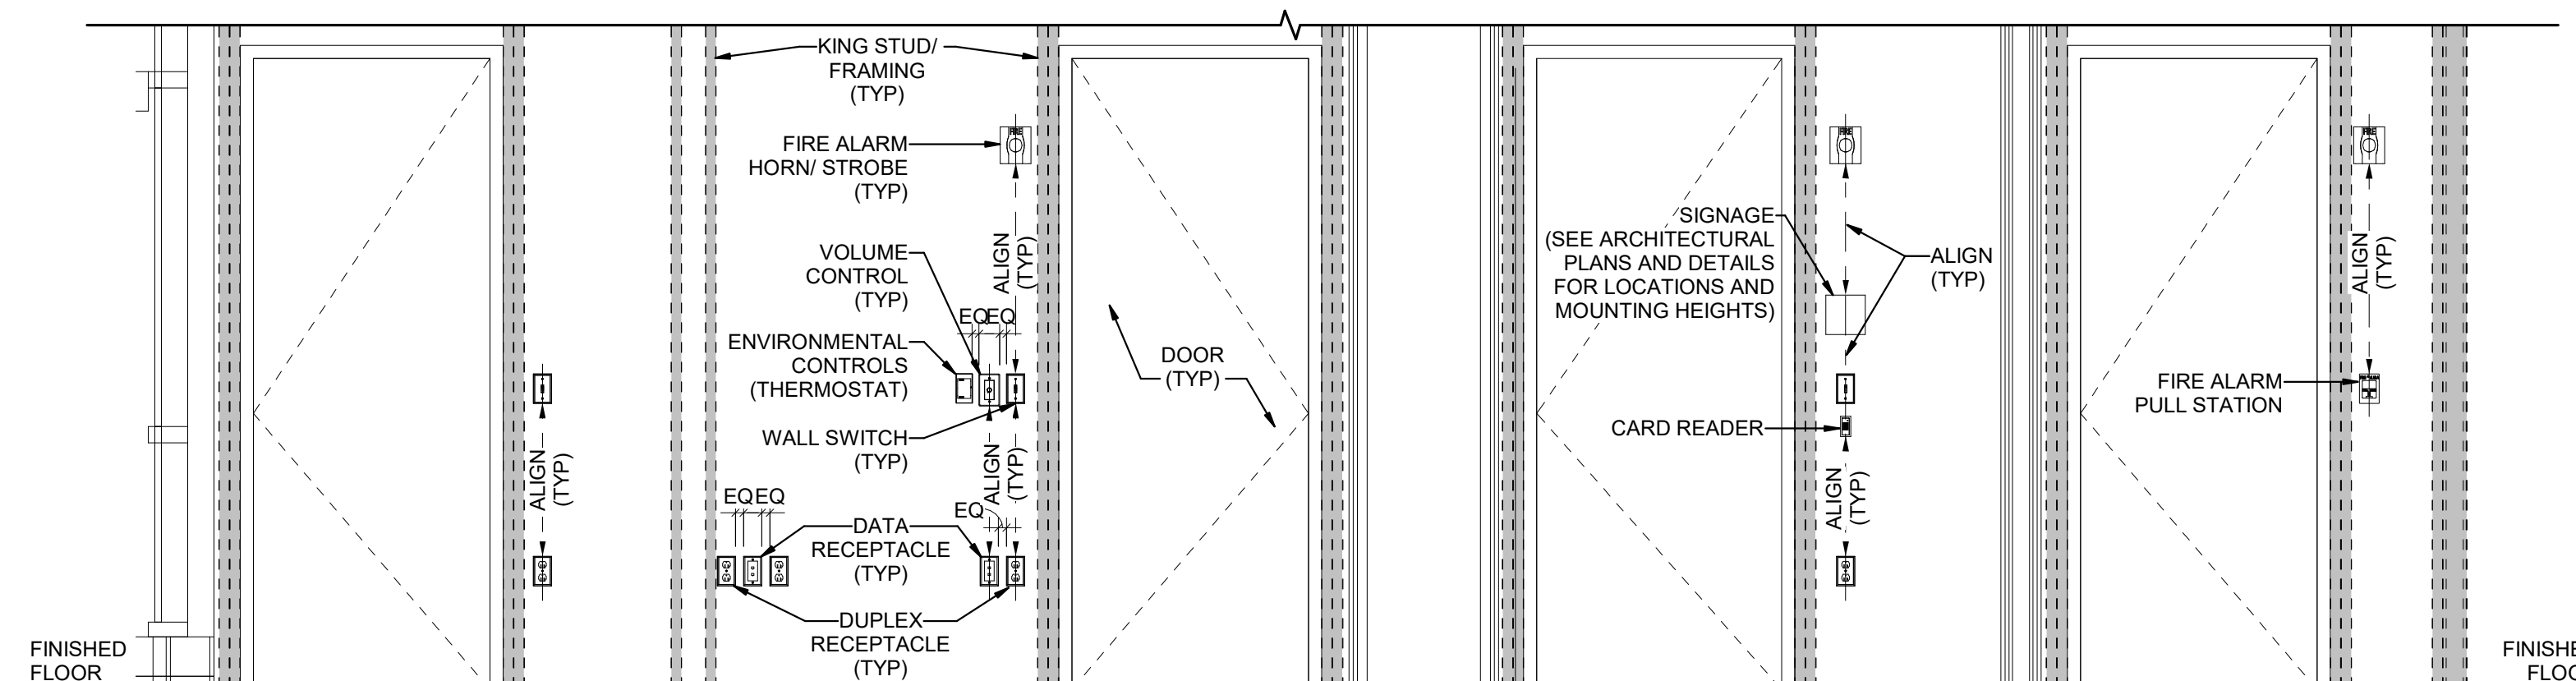 KING STUD/
FRAMING
(TYP)
FIRE ALARM
HORN/ STROBE
(TYP)
FIRE
VOLUME
CONTROL
(TYP)
ALIGN
(TYP)
EQ EQ
ENVIRONMENTAL
CONTROLS
(THERMOSTAT)
WALL SWITCH
(TYP)
ALIGN
(TYP)
ALIGN
(TYP)
EQ EQ
EQ
DATA
RECEPTACLE
(TYP)
DUPLEX
RECEPTACLE
(TYP)
DOOR
(TYP)
FIRE
SIGNAGE
(SEE ARCHITECTURAL
PLANS AND DETAILS
FOR LOCATIONS AND
MOUNTING HEIGHTS)
ALIGN
(TYP)
CARD READER
ALIGN
(TYP)
FIRE
ALIGN
(TYP)
FIRE ALARM
PULL STATION
FINISHED
FLOOR
FINISHE
FLOO